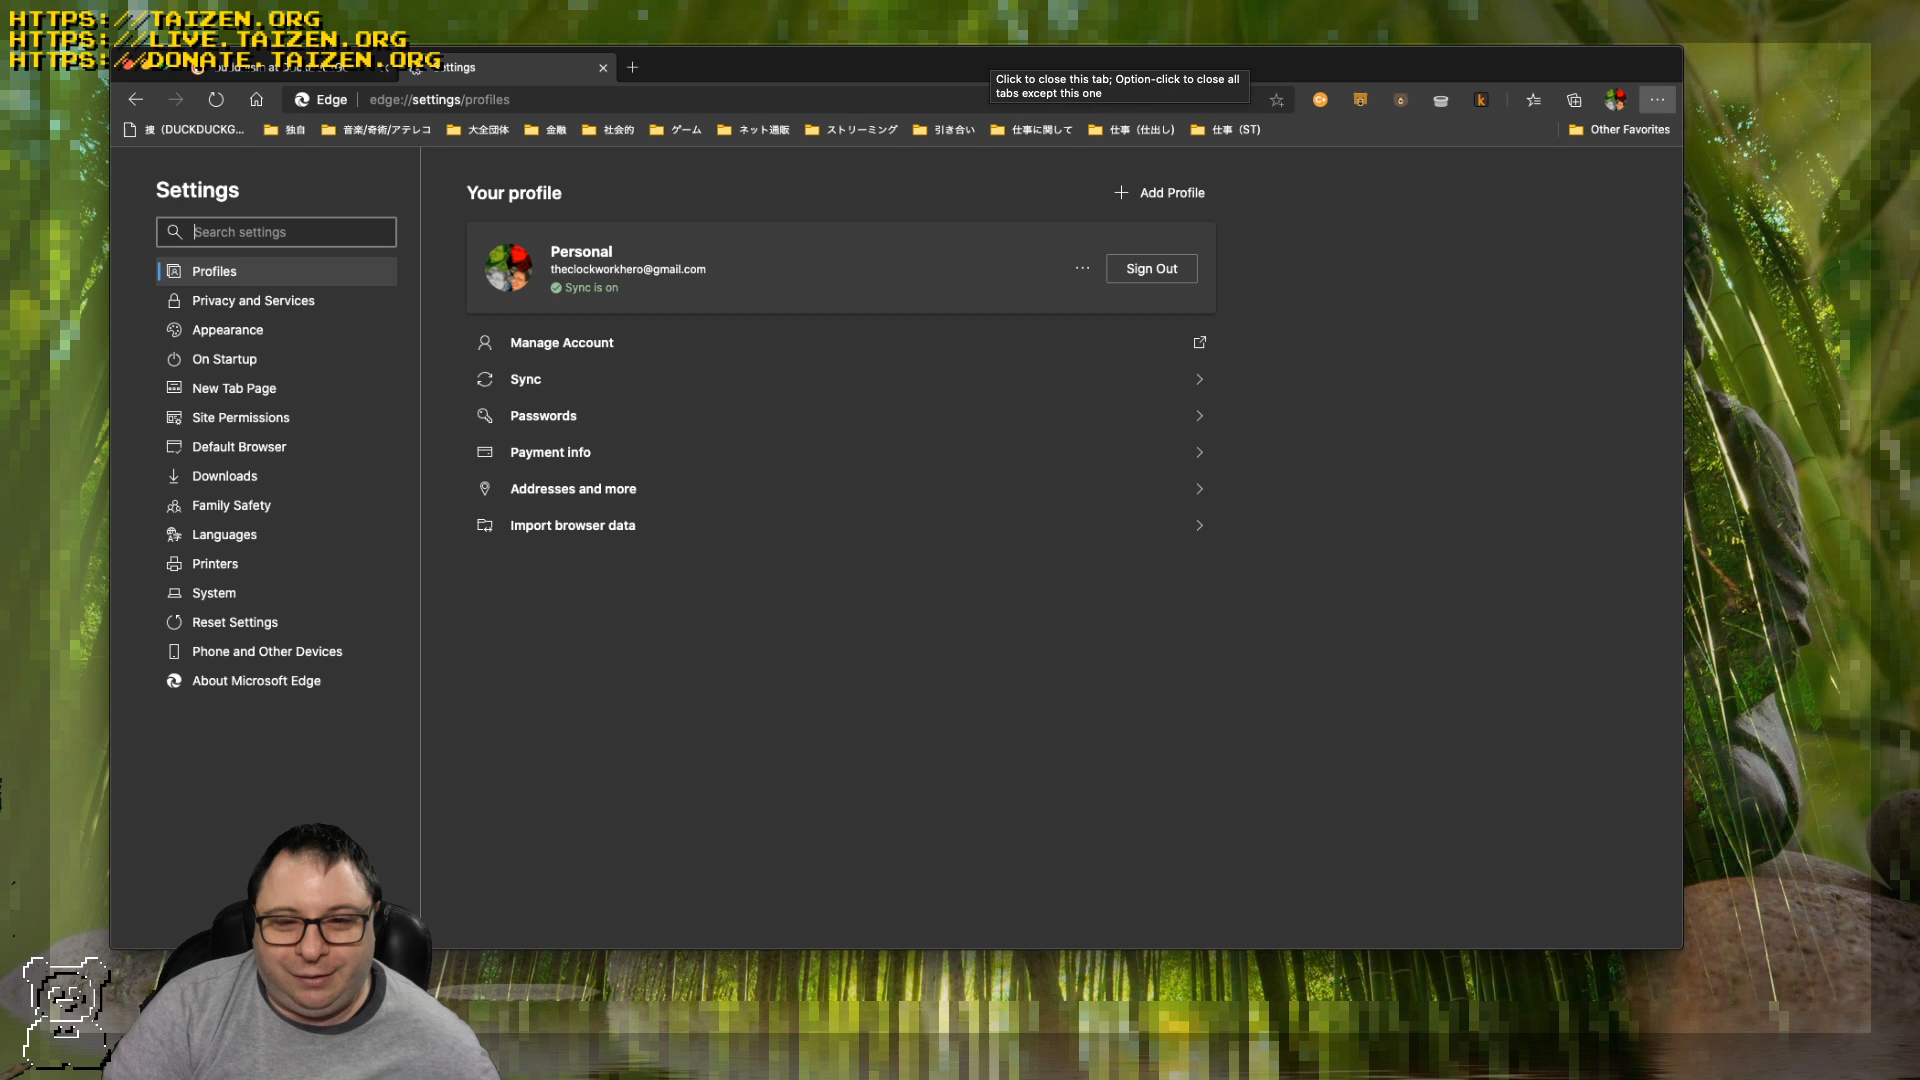 HTTPS://TAIZEN.ORG
HTTPS://LIVE.TAIZEN.ORG
HTTPS://DONATE.TAIZEN.ORG
Click to close this tab; Option-click to close all
tabs except this one
Edge
edge://settings/profiles
捜（DUCKDUCKG...
独自
音楽/奇術/アテレコ
大全団体
金融
社会的
ゲーム
ネット通販
ストリーミング
引き合い
仕事に関して
仕事（仕出し）
仕事（ST）
Other Favorites
Settings
Search settings
Profiles
Privacy and Services
Appearance
On Startup
New Tab Page
Site Permissions
Default Browser
Downloads
Family Safety
Languages
Printers
System
Reset Settings
Phone and Other Devices
About Microsoft Edge
Your profile
Add Profile
Personal
theclockworkhero@gmail.com
Sync is on
Sign Out
Manage Account
Sync
Passwords
Payment info
Addresses and more
Import browser data